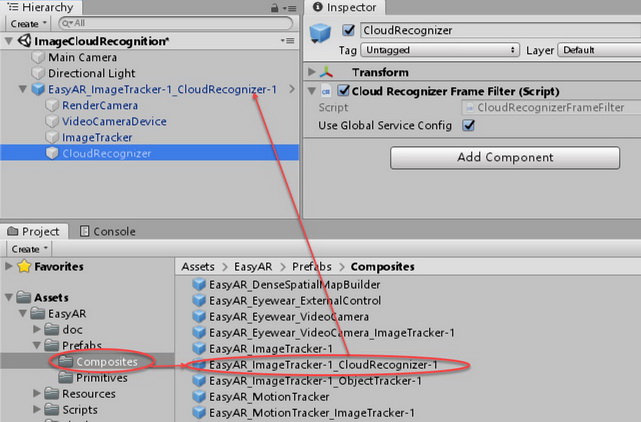 Hierarchy
Create
All
ImageCloudRecognition*
Main Camera
Directional Light
EasyAR_ImageTracker-1_CloudRecognizer-1
RenderCamera
VideoCameraDevice
ImageTracker
CloudRecognizer
Inspector
CloudRecognizer
Tag Untagged Layer Default
Transform
Cloud Recognizer Frame Filter (Script)
Script CloudRecognizerFrameFilter
Use Global Service Config
Add Component
Project Console
Create
Favorites
Assets
EasyAR
doc
Prefabs
Composites
Primitives
Resources
Scripts
Assets > EasyAR > Prefabs > Composites
EasyAR_DenseSpatialMapBuilder
EasyAR_Eyewear_ExternalControl
EasyAR_Eyewear_VideoCamera
EasyAR_Eyewear_VideoCamera_ImageTracker-1
EasyAR_ImageTracker-1
EasyAR_ImageTracker-1_CloudRecognizer-1
EasyAR_ImageTracker-1_ObjectTracker-1
EasyAR_MotionTracker
EasyAR_MotionTracker_ImageTracker-1